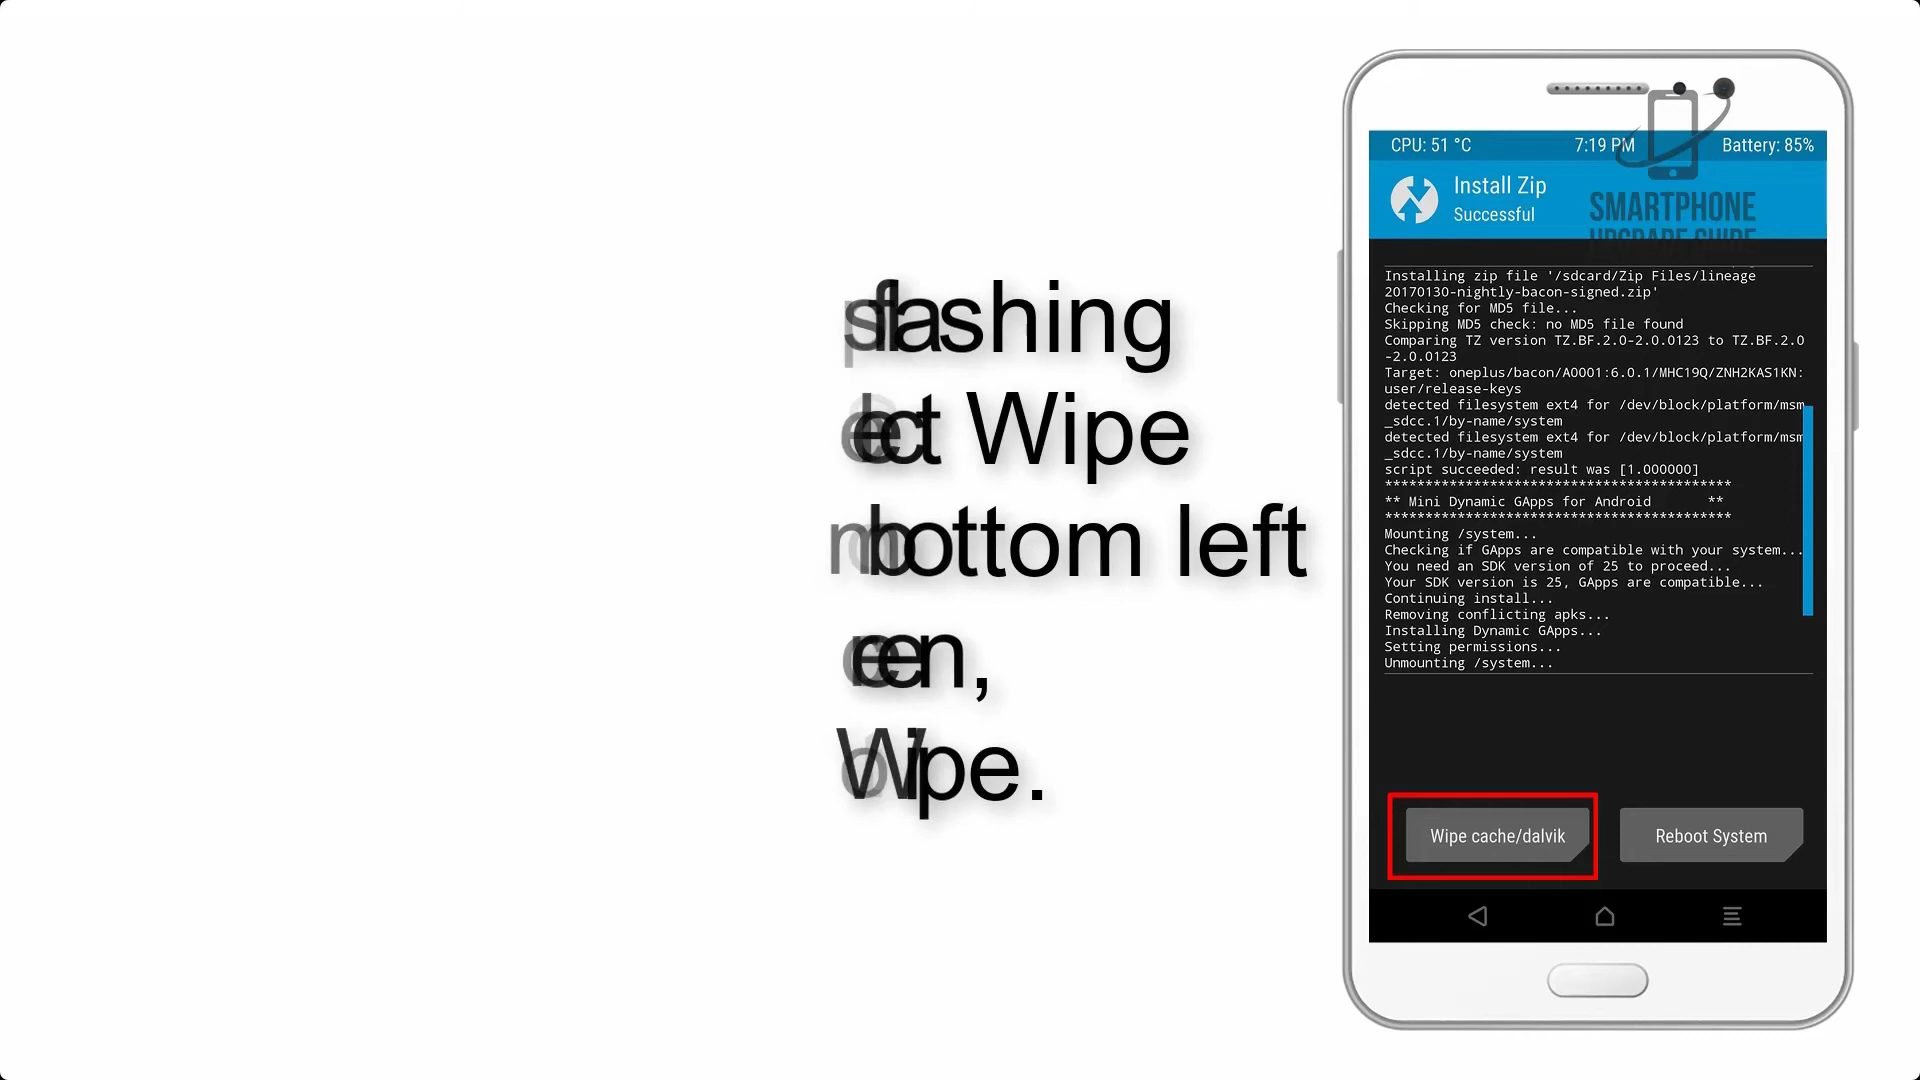 flashing
Wipe
bottom left
Wipe.
CPU: 51 °C
7:19 PM
Battery: 85%
Install Zip
Successful
SMARTPHONE
UPGRADE GUIDE
Installing zip file '/sdcard/Zip Files/lineage
20170130-nightly-bacon-signed.zip'
Checking for MD5 file...
Skipping MD5 check: no MD5 file found
Comparing TZ version TZ.BF.2.0-2.0.0123 to TZ.BF.2.0
-2.0.0123
Target: oneplus/bacon/A0001:6.0.1/MHC19Q/ZNH2KAS1KN:
user/release-keys
detected filesystem ext4 for /dev/block/platform/msm
_sdcc.1/by-name/system
detected filesystem ext4 for /dev/block/platform/msm
_sdcc.1/by-name/system
script succeeded: result was [1.000000]
******************************************
** Mini Dynamic GApps for Android **
******************************************
Mounting /system...
Checking if GApps are compatible with your system...
You need an SDK version of 25 to proceed...
Your SDK version is 25, GApps are compatible...
Continuing install...
Removing conflicting apks...
Installing Dynamic GApps...
Setting permissions...
Unmounting /system...
Wipe cache/dalvik
Reboot System